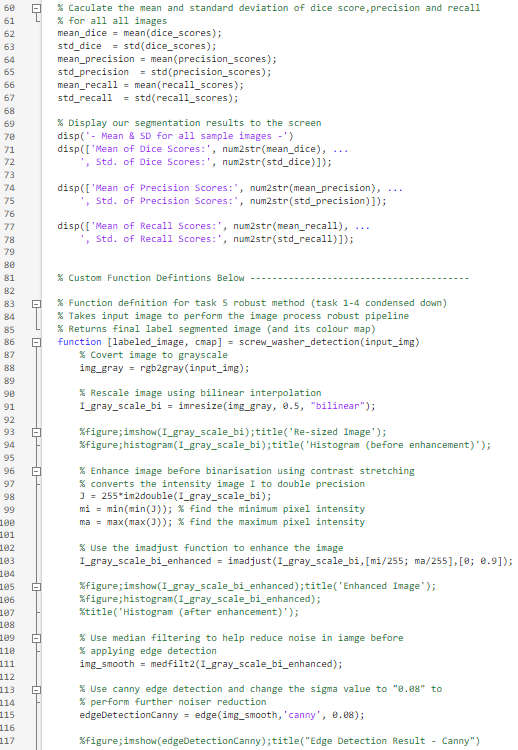 60 % Caculate the mean and standard deviation of dice score,precision and recall
61 % for all all images
62 mean_dice = mean(dice_scores);
63 std_dice  = std(dice_scores);
64 mean_precision = mean(precision_scores);
65 std_precision  = std(precision_scores);
66 mean_recall = mean(recall_scores);
67 std_recall  = std(recall_scores);
68
69 % Display our segmentation results to the screen
70 disp('- Mean & SD for all sample images -')
71 disp(['Mean of Dice Scores:', num2str(mean_dice), ...
72     ', Std. of Dice Scores:', num2str(std_dice)]);
73
74 disp(['Mean of Precision Scores:', num2str(mean_precision), ...
75     ', Std. of Precision Scores:', num2str(std_precision)]);
76
77 disp(['Mean of Recall Scores:', num2str(mean_recall), ...
78     ', Std. of Recall Scores:', num2str(std_recall)]);
79
80
81 % Custom Function Defintions Below ----------------------------------------
82
83 % Function defnition for task 5 robust method (task 1-4 condensed down)
84 % Takes input image to perform the image process robust pipeline
85 % Returns final label segmented image (and its colour map)
86 function [labeled_image, cmap] = screw_washer_detection(input_img)
87     % Covert image to grayscale
88     img_gray = rgb2gray(input_img);
89
90     % Rescale image using bilinear interpolation
91     I_gray_scale_bi = imresize(img_gray, 0.5, "bilinear");
92
93     %figure;imshow(I_gray_scale_bi);title('Re-sized Image');
94     %figure;histogram(I_gray_scale_bi);title('Histogram (before enhancement)');
95
96     % Enhance image before binarisation using contrast stretching
97     % converts the intensity image I to double precision
98     J = 255*im2double(I_gray_scale_bi);
99     mi = min(min(J)); % find the minimum pixel intensity
100     ma = max(max(J)); % find the maximum pixel intensity
101
102     % Use the imadjust function to enhance the image
103     I_gray_scale_bi_enhanced = imadjust(I_gray_scale_bi,[mi/255; ma/255],[0; 0.9]);
104
105     %figure;imshow(I_gray_scale_bi_enhanced);title('Enhanced Image');
106     %figure;histogram(I_gray_scale_bi_enhanced);
107     %title('Histogram (after enhancement)');
108
109     % Use median filtering to help reduce noise in iamge before
110     % applying edge detection
111     img_smooth = medfilt2(I_gray_scale_bi_enhanced);
112
113     % Use canny edge detection and change the sigma value to "0.08" to
114     % perform further noiser reduction
115     edgeDetectionCanny = edge(img_smooth,'canny', 0.08);
116
117     %figure;imshow(edgeDetectionCanny);title("Edge Detection Result - Canny")